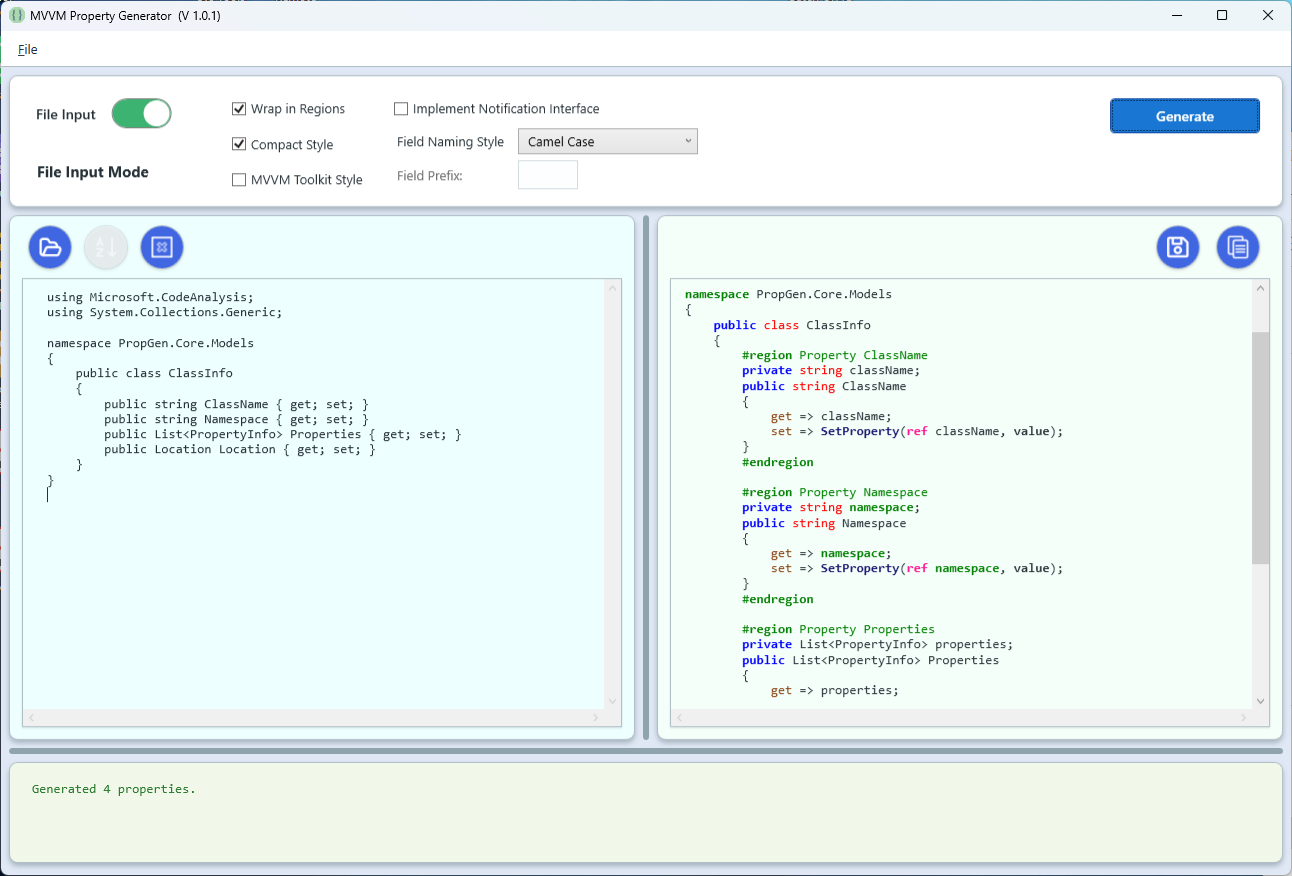 MVVM Property Generator (V 1.0.1)
File
File Input
Wrap in Regions
Implement Notification Interface
Generate
Compact Style
Field Naming Style
Camel Case
File Input Mode
MVVM Toolkit Style
Field Prefix:
using Microsoft.CodeAnalysis;
using System.Collections.Generic;
namespace PropGen.Core.Models
{
public class ClassInfo
{
public string ClassName { get; set; }
public string Namespace { get; set; }
public List<PropertyInfo> Properties { get; set; }
public Location Location { get; set; }
}
}
namespace PropGen.Core.Models
{
public class ClassInfo
{
#region Property ClassName
private string className;
public string ClassName
{
get => className;
set => SetProperty(ref className, value);
}
#endregion
#region Property Namespace
private string namespace;
public string Namespace
{
get => namespace;
set => SetProperty(ref namespace, value);
}
#endregion
#region Property Properties
private List<PropertyInfo> properties;
public List<PropertyInfo> Properties
{
get => properties;
Generated 4 properties.